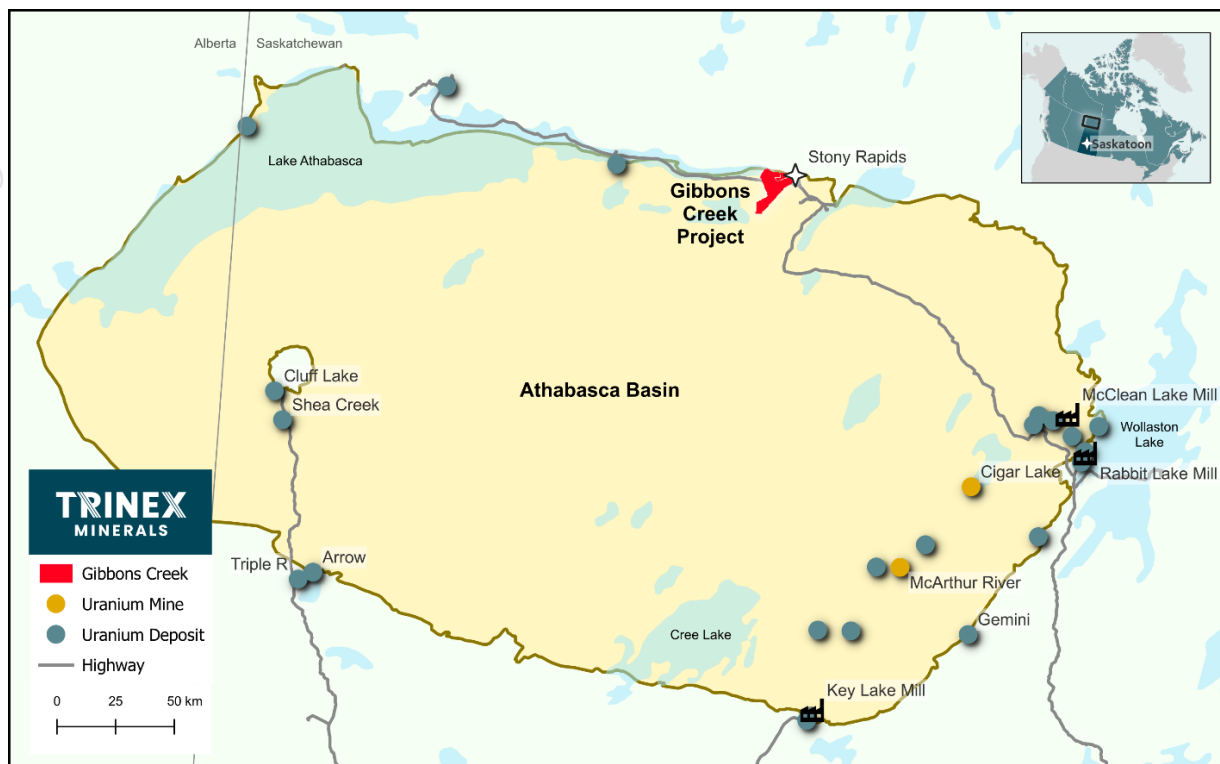 Alberta
Saskatchewan
Saskatoon
Lake Athabasca
Stony Rapids
Gibbons
Creek
Project
Cluff Lake
Shea Creek
Athabasca Basin
McClean Lake Mill
Wollaston
Lake
Cigar Lake
Rabbit Lake Mill
Triple R
Arrow
McArthur River
Gemini
Cree Lake
Key Lake Mill
TRINEX
MINERALS
Gibbons Creek
Uranium Mine
Uranium Deposit
Highway
0 25 50 km